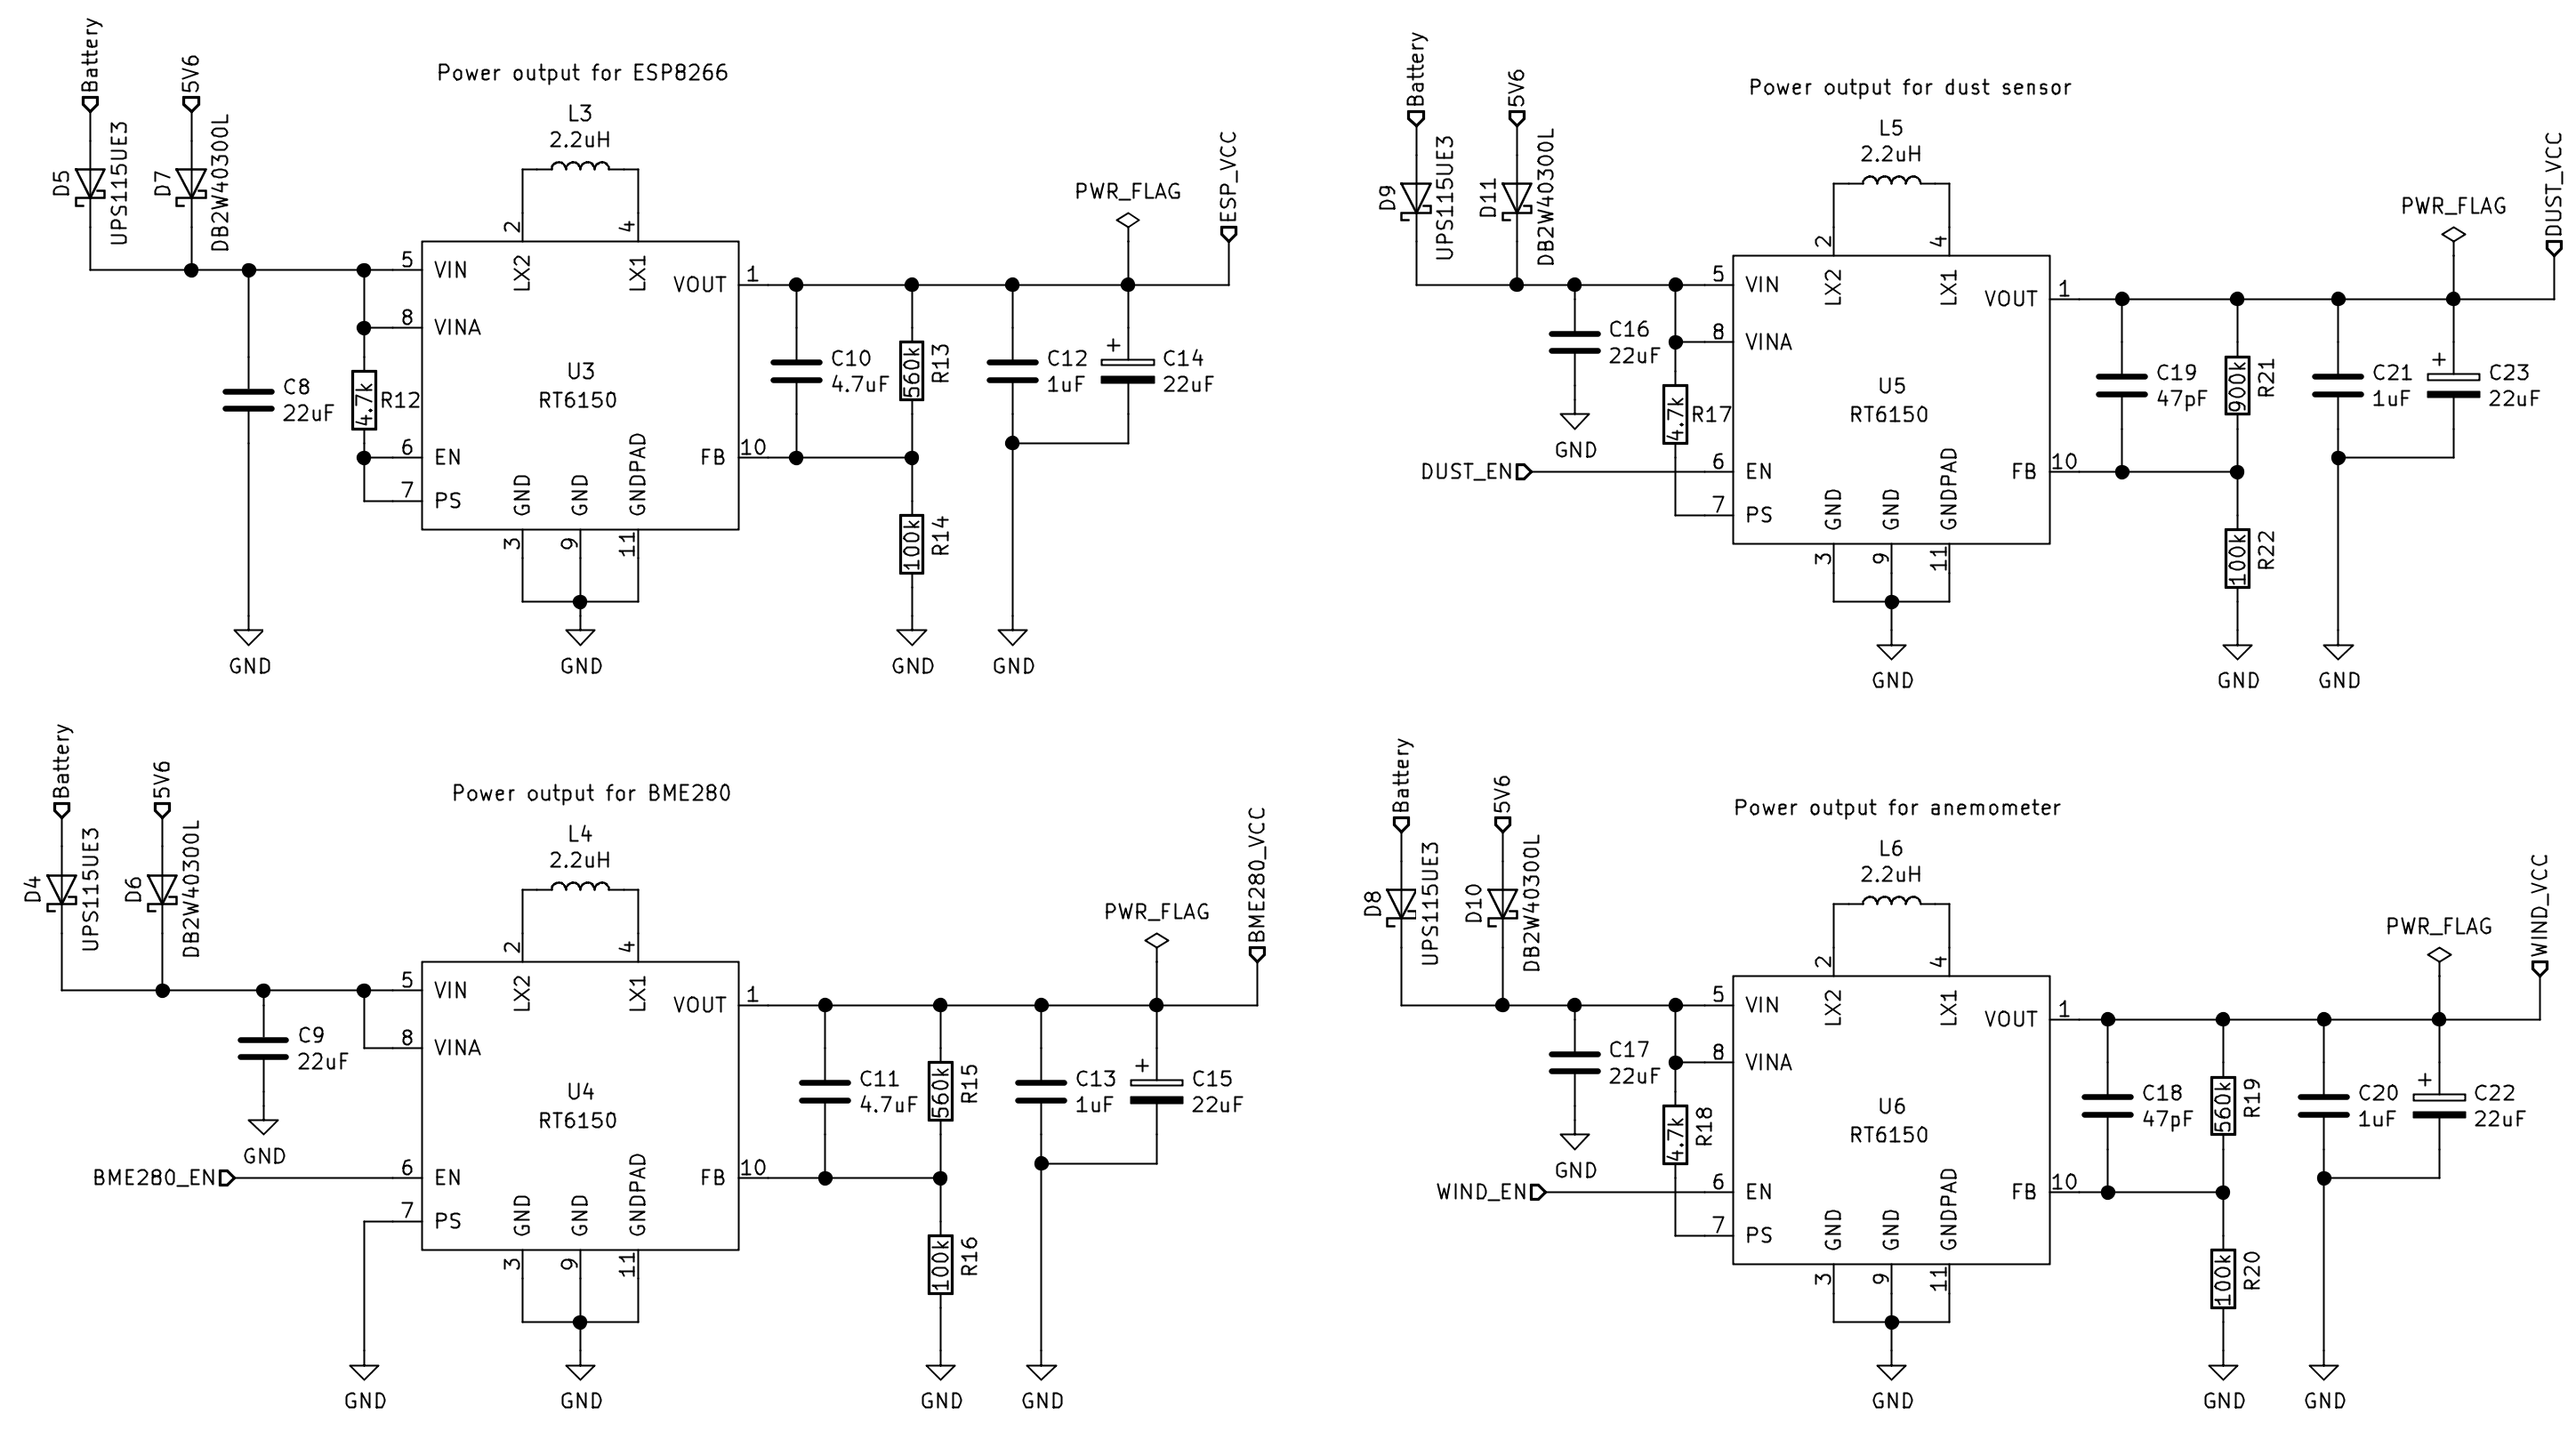 Battery
5V6
Power output for ESP8266
L3
2.2uH
D5
UPS115UE3
D7
DB2W40300L
PWR_FLAG
ESP_VCC
2
4
5
VIN
LX2
LX1
VOUT
1
8
VINA
U3
RT6150
C8
22uF
4.7k
R12
C10
4.7uF
560k
R13
C12
1uF
+
C14
22uF
6
EN
FB
10
7
PS
GND
GND
GNDPAD
3
9
11
100k
R14
GND
GND
GND
GND
Battery
5V6
Power output for dust sensor
L5
2.2uH
D9
UPS115UE3
D11
DB2W40300L
PWR_FLAG
DUST_VCC
2
4
5
VIN
LX2
LX1
VOUT
1
8
VINA
U5
RT6150
C16
22uF
GND
4.7k
R17
C19
47pF
900k
R21
C21
1uF
+
C23
22uF
DUST_EN
6
EN
FB
10
7
PS
GND
GND
GNDPAD
3
9
11
100k
R22
GND
GND
GND
Battery
5V6
Power output for BME280
L4
2.2uH
D4
UPS115UE3
D6
DB2W40300L
PWR_FLAG
BME280_VCC
2
4
5
VIN
LX2
LX1
VOUT
1
8
VINA
U4
RT6150
C9
22uF
GND
C11
4.7uF
560k
R15
C13
1uF
+
C15
22uF
BME280_EN
6
EN
FB
10
7
PS
GND
GND
GNDPAD
3
9
11
100k
R16
GND
GND
GND
GND
Battery
5V6
Power output for anemometer
L6
2.2uH
D8
UPS115UE3
D10
DB2W40300L
PWR_FLAG
WIND_VCC
2
4
5
VIN
LX2
LX1
VOUT
1
8
VINA
U6
RT6150
C17
22uF
GND
4.7k
R18
C18
47pF
560k
R19
C20
1uF
+
C22
22uF
WIND_EN
6
EN
FB
10
7
PS
GND
GND
GNDPAD
3
9
11
100k
R20
GND
GND
GND